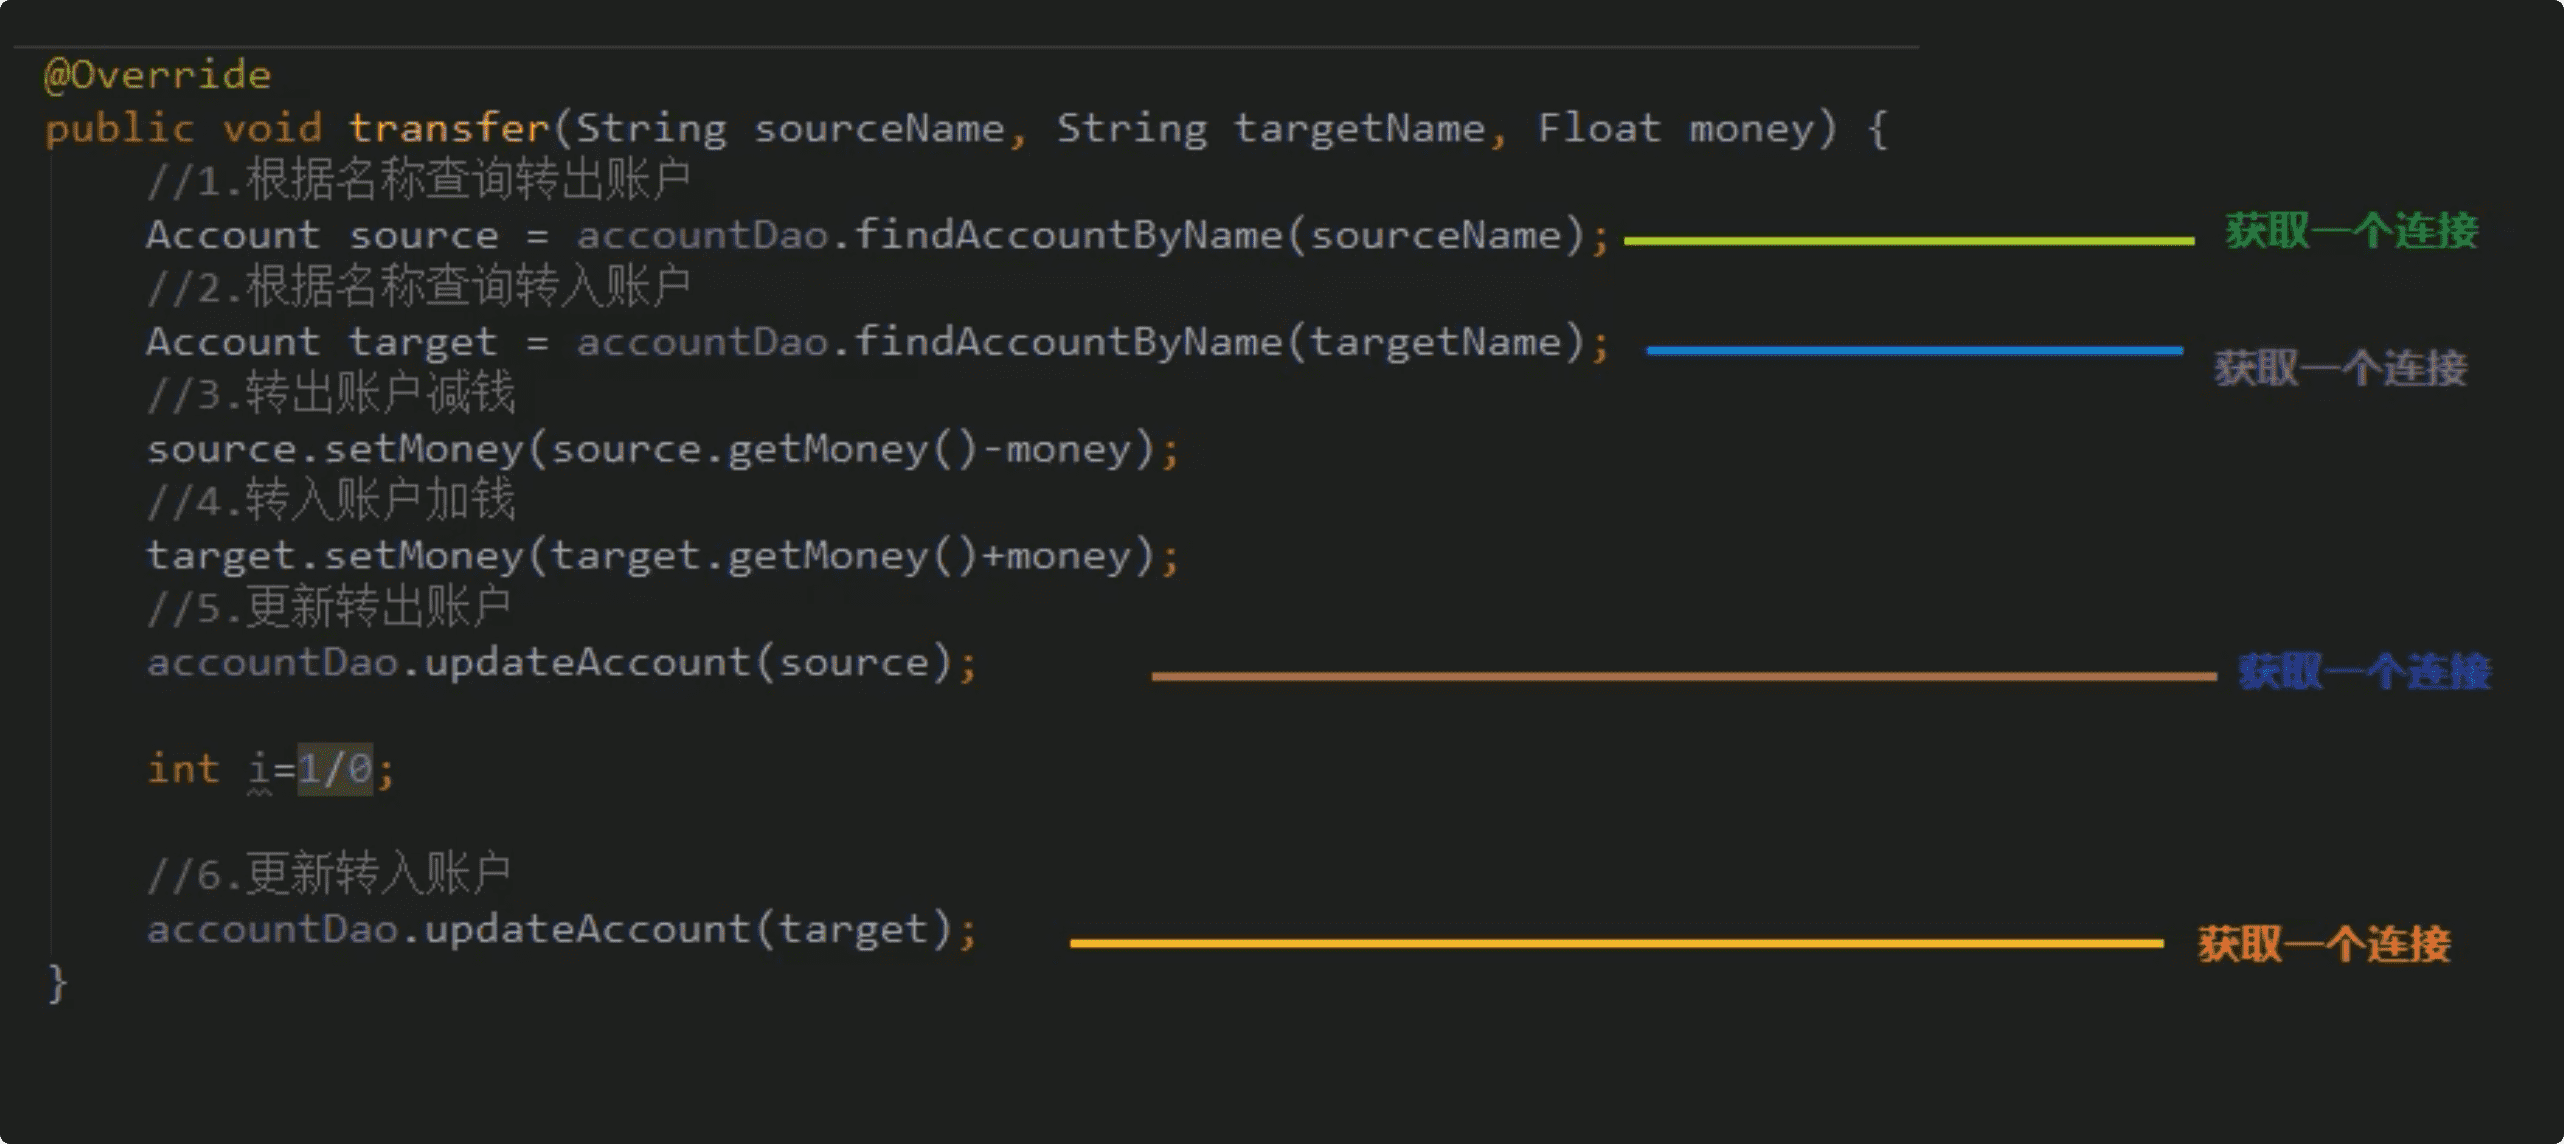 @Override
public void transfer(String sourceName, String targetName, Float money) {
//1.根据名称查询转出账户
Account source = accountDao.findAccountByName(sourceName); 获取一个连接
//2.根据名称查询转入账户
Account target = accountDao.findAccountByName(targetName); 获取一个连接
//3.转出账户减钱
source.setMoney(source.getMoney()-money);
//4.转入账户加钱
target.setMoney(target.getMoney()+money);
//5.更新转出账户
accountDao.updateAccount(source); 获取一个连接
int i=1/0;
//6.更新转入账户
accountDao.updateAccount(target); 获取一个连接
}